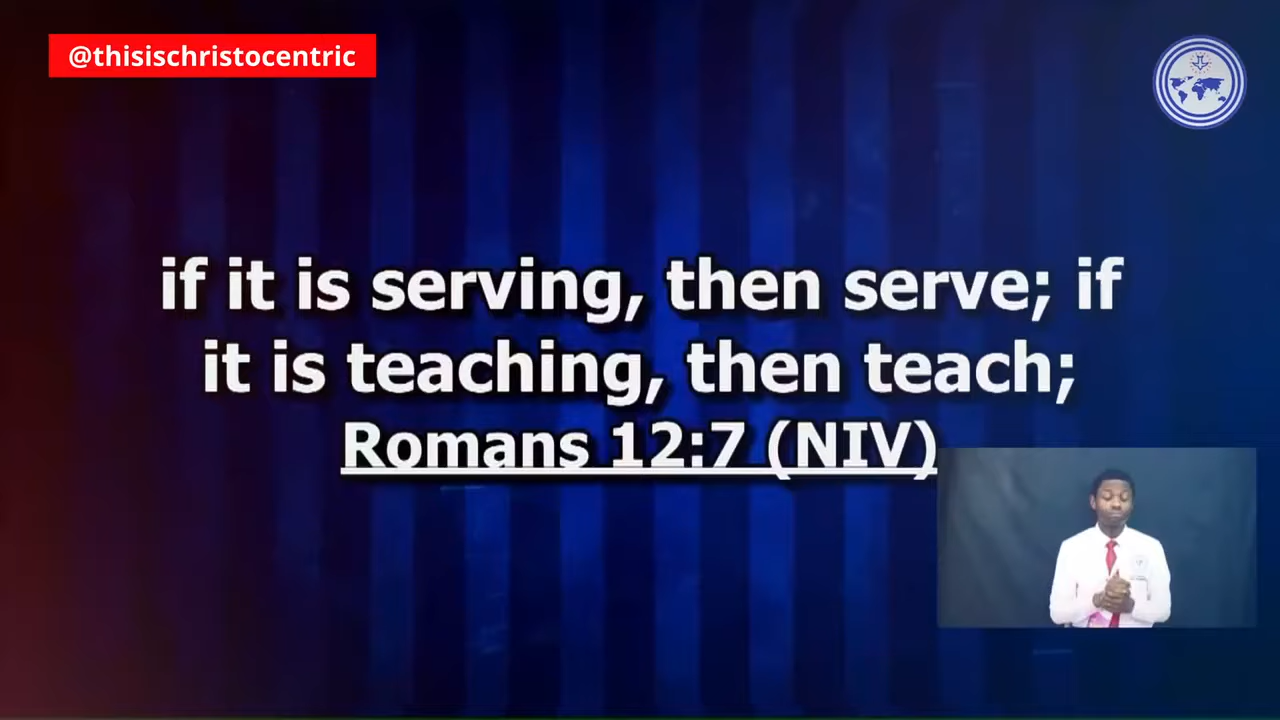 @thisischristocentric
if it is serving, then serve; if
it is teaching, then teach;
Romans 12:7 (NIV)